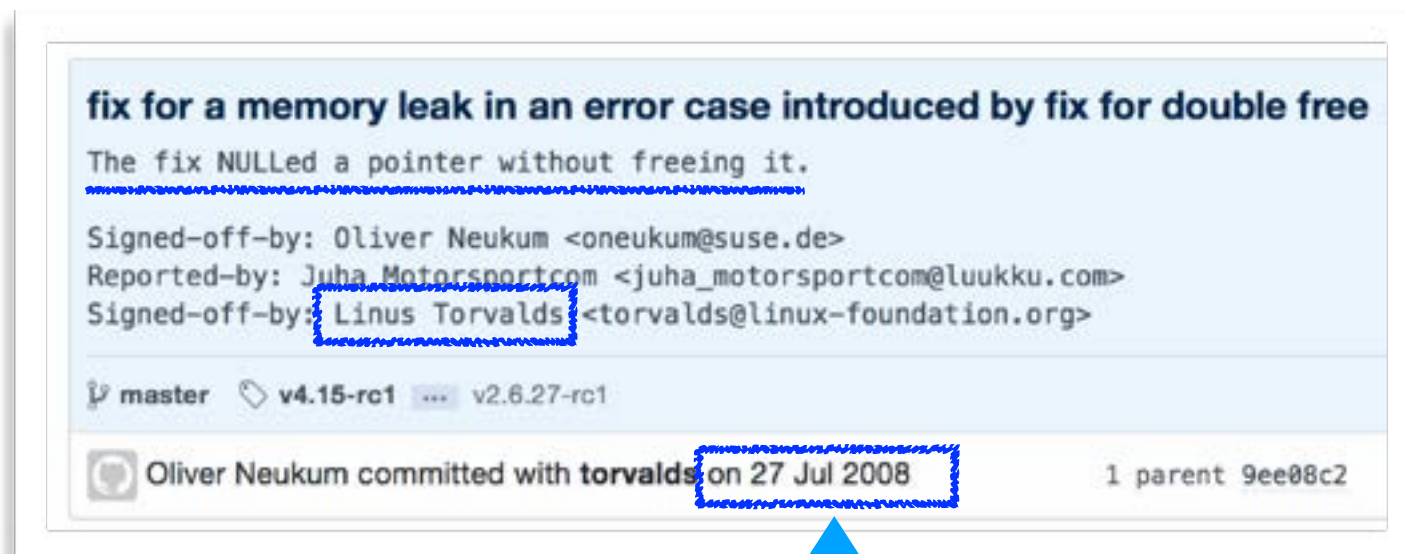 fix for a memory leak in an error case introduced by fix for double free
The fix NULLed a pointer without freeing it.
Signed-off-by: Oliver Neukum <oneukum@suse.de>
Reported-by: Juha Motorsportcom <juha_motorsportcom@luukku.com>
Signed-off-by: Linus Torvalds <torvalds@linux-foundation.org>
master v4.15-rc1 ... v2.6.27-rc1
Oliver Neukum committed with torvalds on 27 Jul 2008 1 parent 9ee08c2